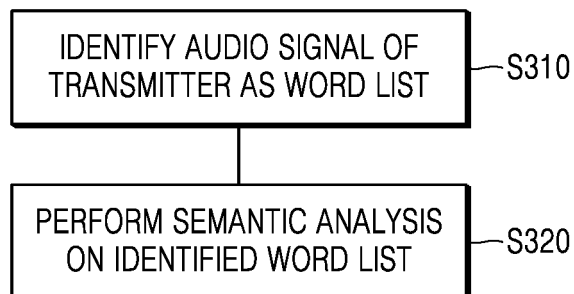 IDENTIFY AUDIO SIGNAL OF
TRANSMITTER AS WORD LIST
S310
PERFORM SEMANTIC ANALYSIS
ON IDENTIFIED WORD LIST
S320